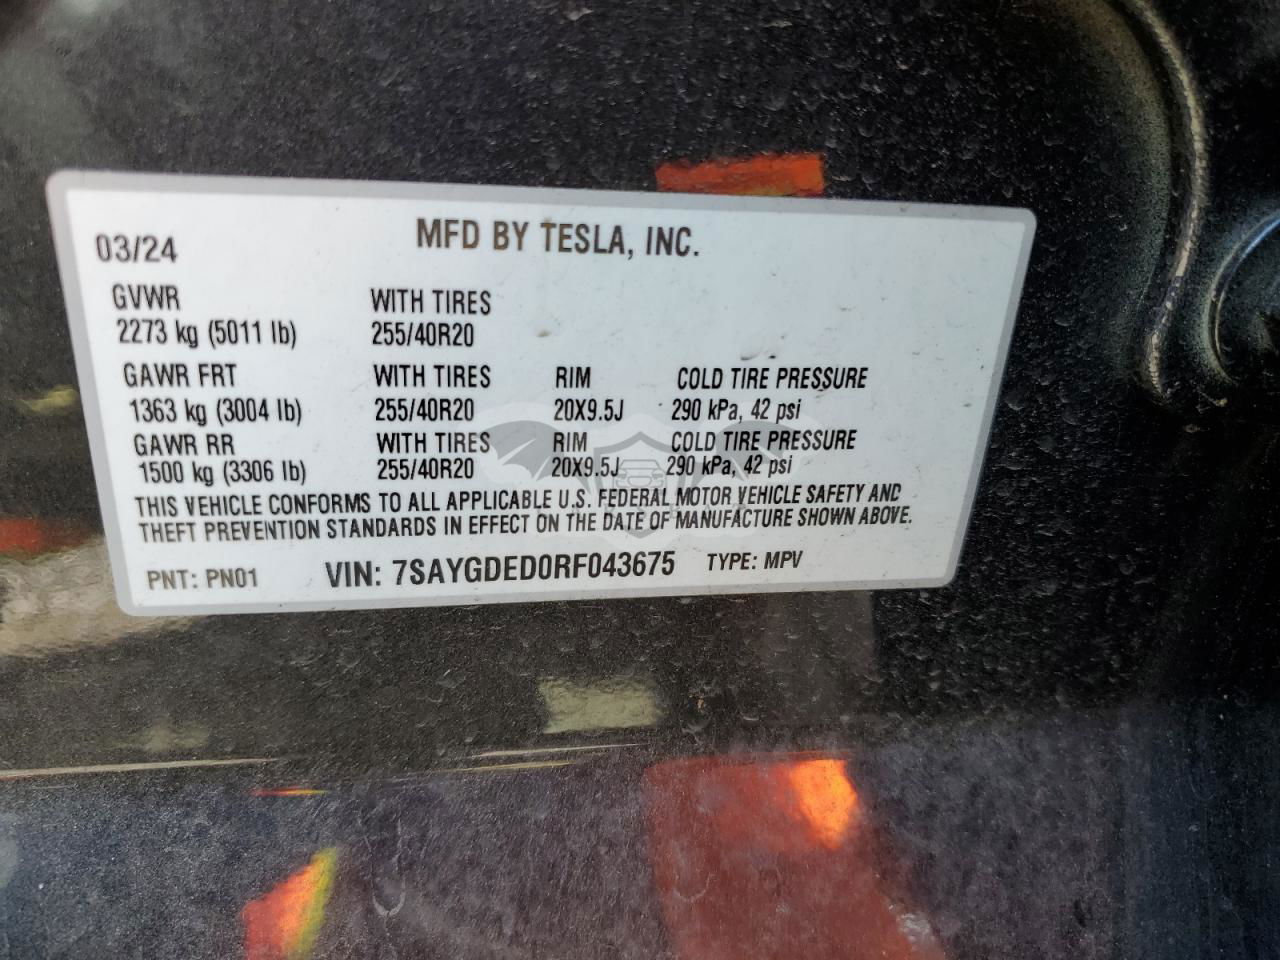 03/24 MFD BY TESLA, INC.
GVWR WITH TIRES
2273 kg (5011 lb) 255/40R20
GAWR FRT WITH TIRES RIM COLD TIRE PRESSURE
1363 kg (3004 lb) 255/40R20 20X9.5J 290 kPa, 42 psi
GAWR RR WITH TIRES RIM COLD TIRE PRESSURE
1500 kg (3306 lb) 255/40R20 20X9.5J 290 kPa, 42 psi
THIS VEHICLE CONFORMS TO ALL APPLICABLE U.S. FEDERAL MOTOR VEHICLE SAFETY AND
THEFT PREVENTION STANDARDS IN EFFECT ON THE DATE OF MANUFACTURE SHOWN ABOVE.
PNT: PN01 VIN: 7SAYGDED0RF043675 TYPE: MPV